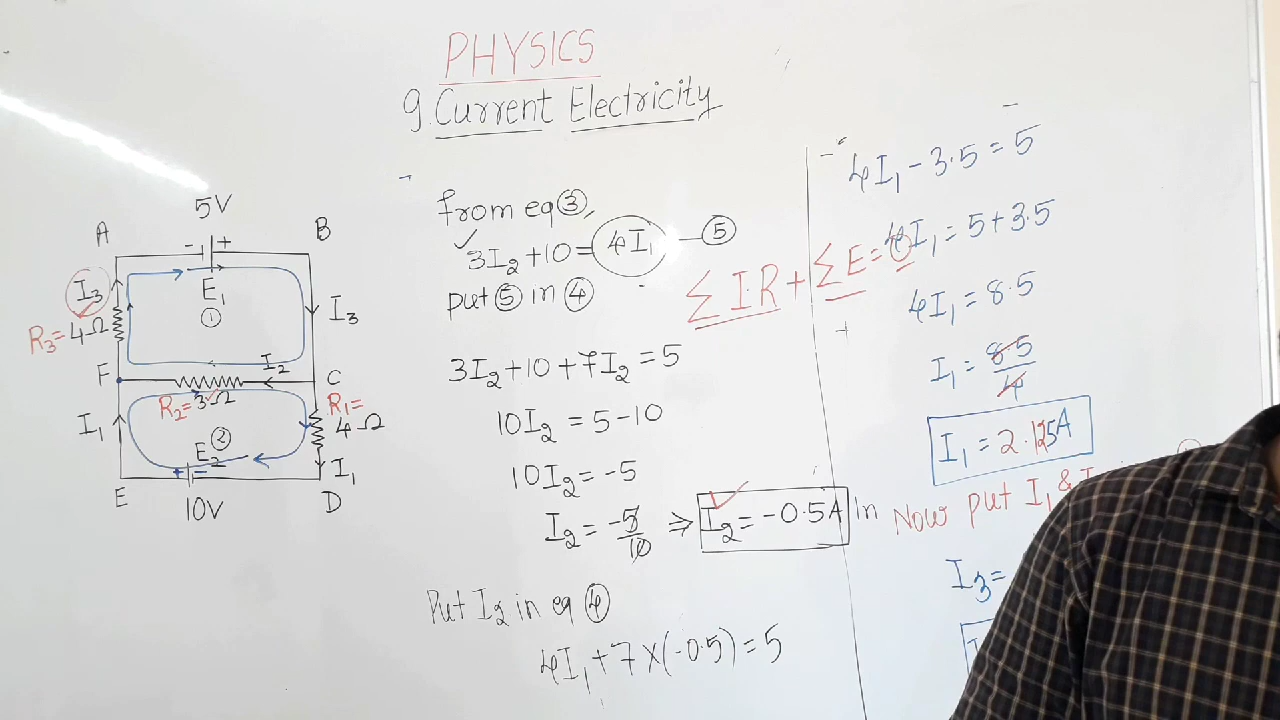 PHYSICS
9. Current Electricity
5V
A
B
- +
E₁
①
I₃
I₃
R₃=4Ω
F
I₂
C
R₂=3Ω
R₁=
4Ω
I₁
E₂
②
+ -
I₁
E
10V
D
from eq③,
3I₂+10=4I₁ — ⑤
put ⑤ in ④
3I₂+10+7I₂=5
10I₂=5-10
10I₂=-5
I₂=-5/10 ⇒ I₂=-0.5A
Put I₂ in eq ④
4I₁+7×(-0.5)=5
ΣI.R+ΣE=0
4I₁-3.5=5
4I₁=5+3.5
4I₁=8.5
I₁=8.5/4
I₁=2.125A
Now put I₁ &
in
I₃=